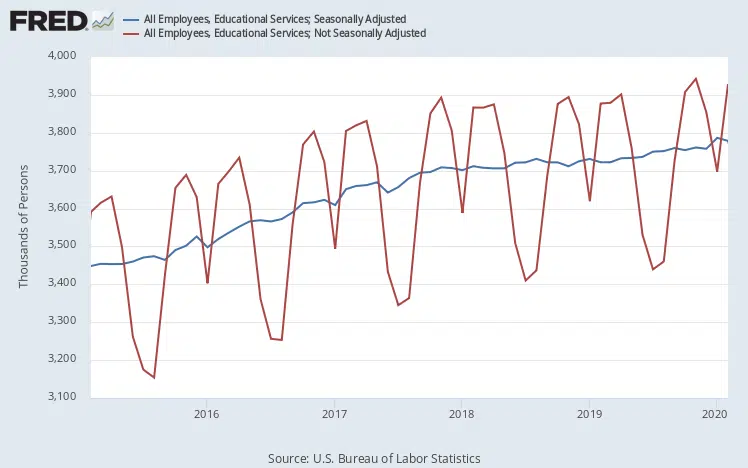 FRED
All Employees, Educational Services; Seasonally Adjusted
All Employees, Educational Services; Not Seasonally Adjusted
4,000
3,900
3,800
3,700
3,600
3,500
3,400
3,300
3,200
3,100
Thousands of Persons
2016 2017 2018 2019 2020
Source: U.S. Bureau of Labor Statistics